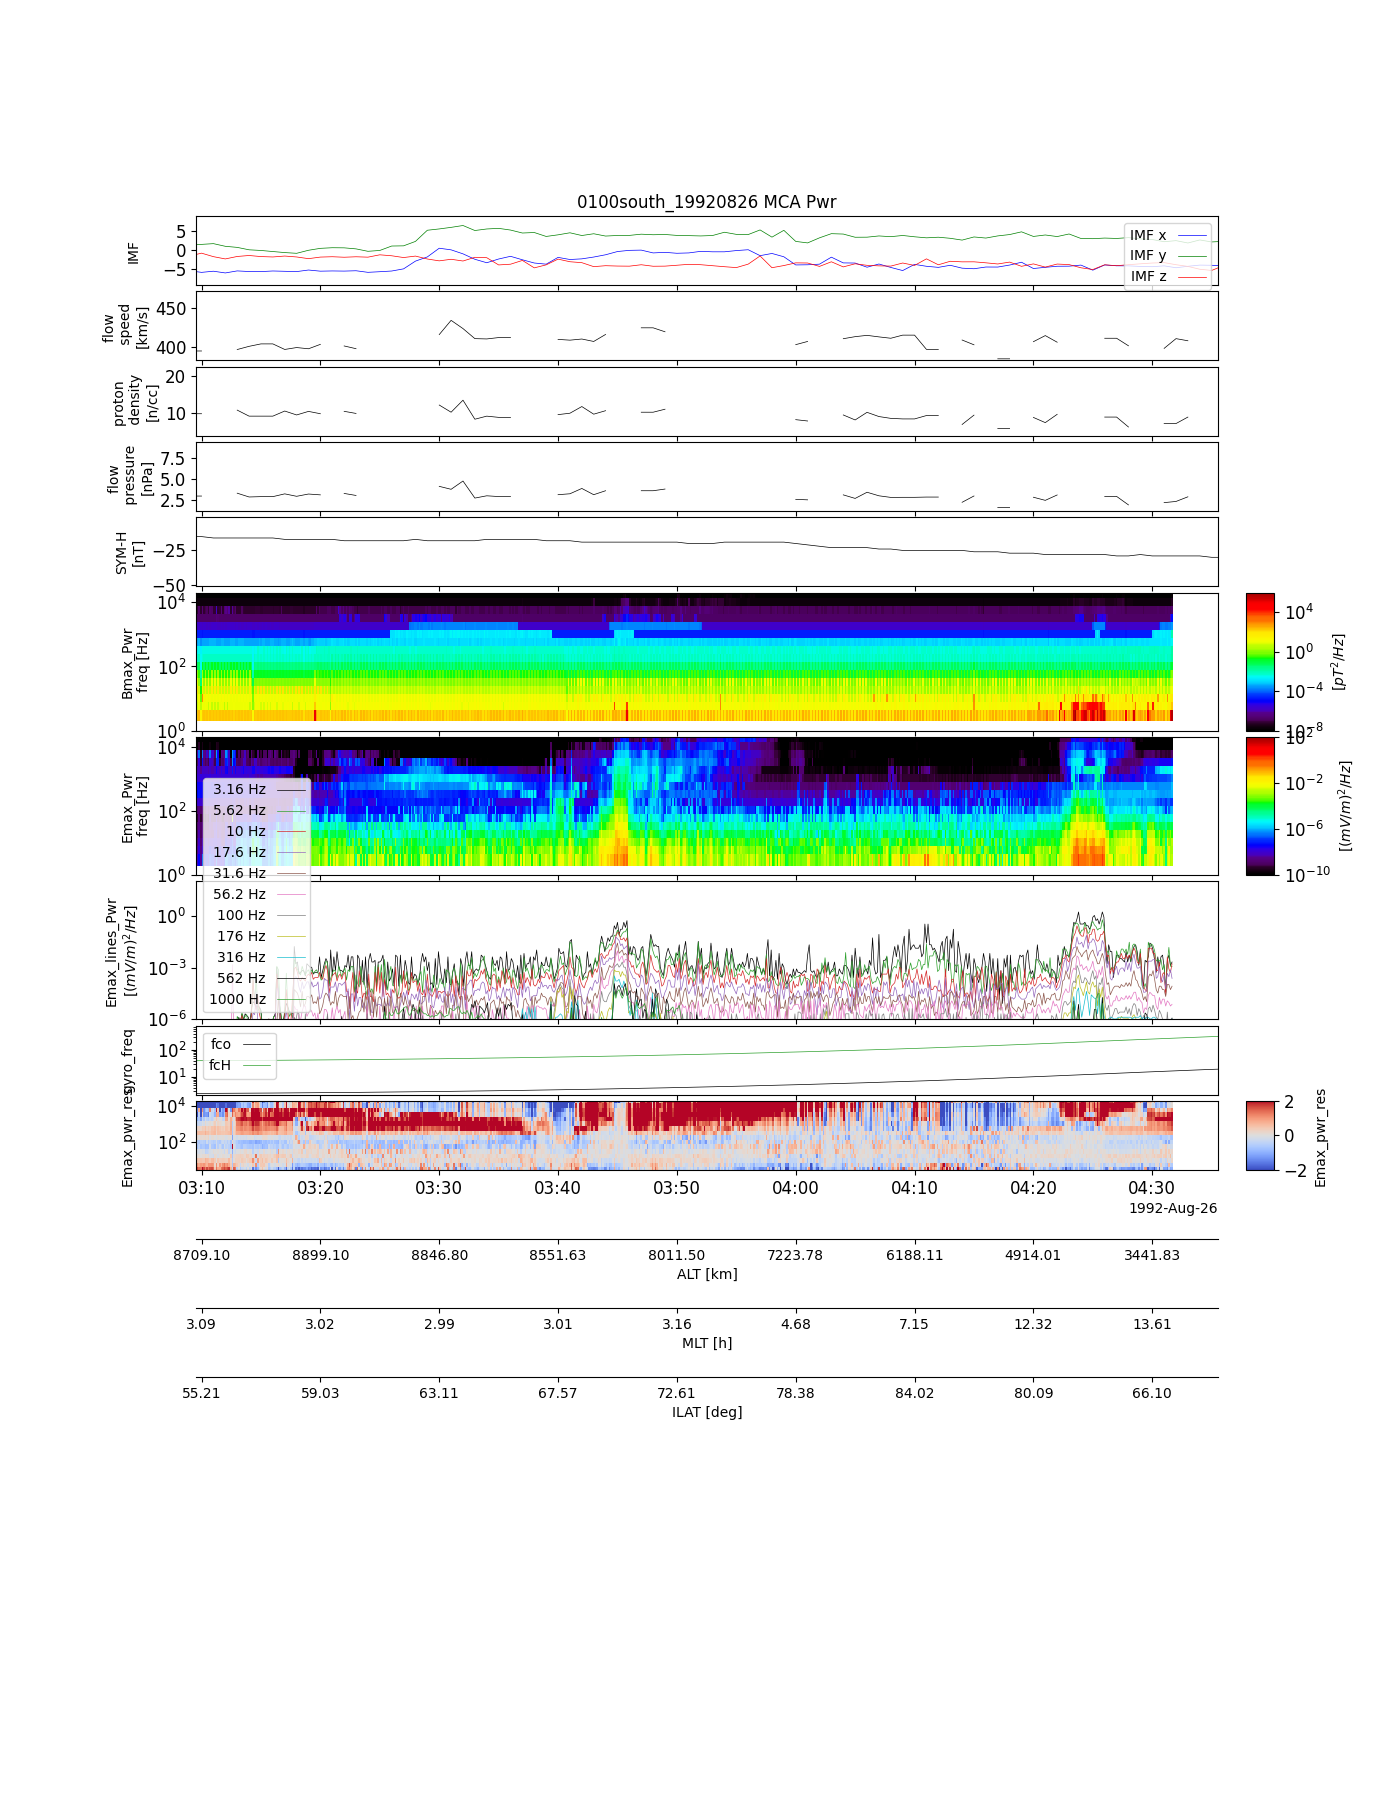 0100south_19920826 MCA Pwr
IMF
5
0
−5
IMF x
IMF y
IMF z
flow
speed
[km/s]
450
400
proton
density
[n/cc]
20
10
flow
pressure
[nPa]
7.5
5.0
2.5
SYM-H
[nT]
−25
−50
Bmax_Pwr
freq [Hz]
10^4
10^2
10^0
10^4
10^0
10^−4
10^−8
[pT^2/Hz]
Emax_Pwr
freq [Hz]
10^4
10^2
10^0
10^2
10^−2
10^−6
10^−10
[(mV/m)^2/Hz]
3.16 Hz
5.62 Hz
10 Hz
17.6 Hz
31.6 Hz
56.2 Hz
100 Hz
176 Hz
316 Hz
562 Hz
1000 Hz
Emax_lines_Pwr
[(mV/m)^2/Hz]
10^0
10^−3
10^−6
gyro_freq
10^2
10^1
fco
fcH
Emax_pwr_res
10^4
10^2
2
0
−2
Emax_pwr_res
03:10 03:20 03:30 03:40 03:50 04:00 04:10 04:20 04:30
1992-Aug-26
8709.10 8899.10 8846.80 8551.63 8011.50 7223.78 6188.11 4914.01 3441.83
ALT [km]
3.09 3.02 2.99 3.01 3.16 4.68 7.15 12.32 13.61
MLT [h]
55.21 59.03 63.11 67.57 72.61 78.38 84.02 80.09 66.10
ILAT [deg]